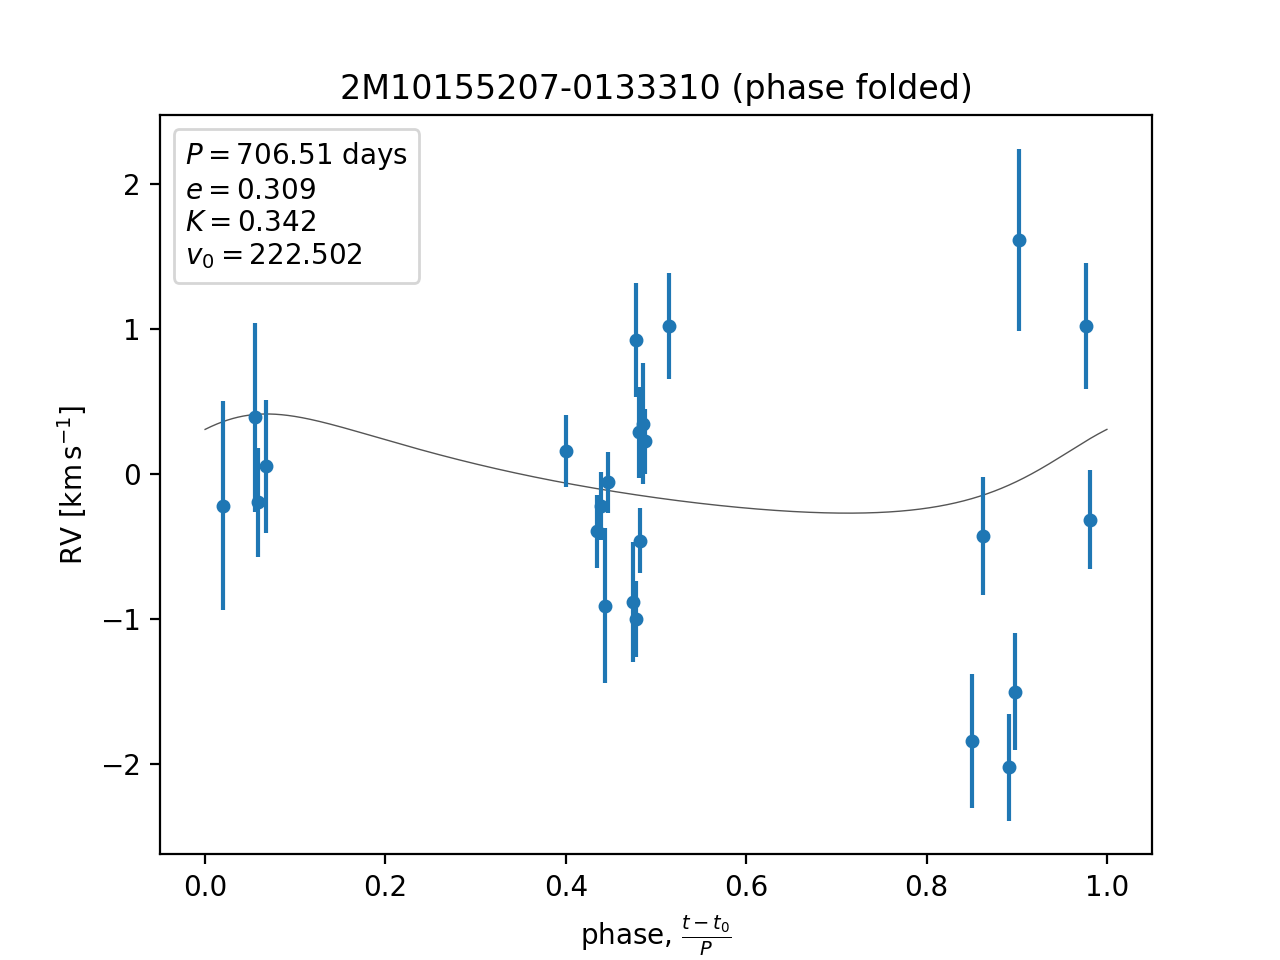 2M10155207-0133310 (phase folded)
P = 706.51 days
e = 0.309
K = 0.342
v₀ = 222.502
2
1
0
−1
−2
RV [km s⁻¹]
0.0 0.2 0.4 0.6 0.8 1.0
phase, (t − t₀)/P